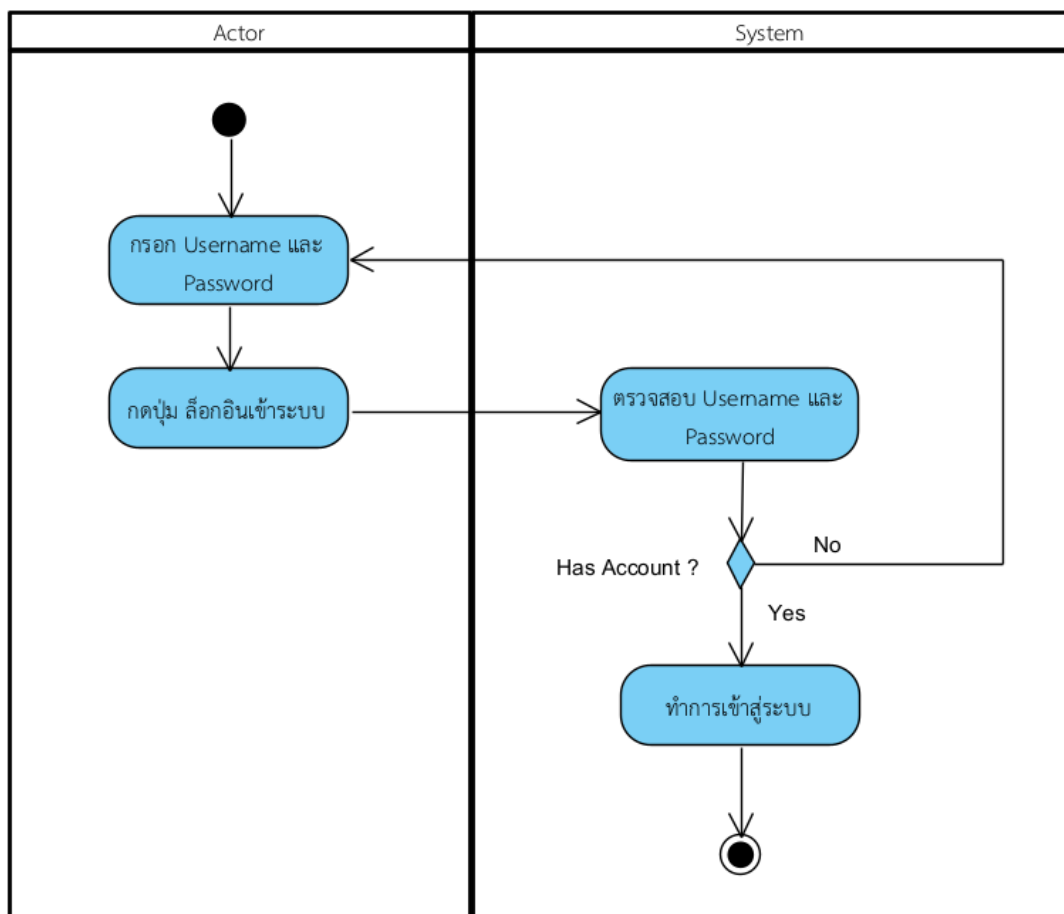 Actor
System
กรอก Username และ
Password
กดปุ่ม ล็อกอินเข้าระบบ
ตรวจสอบ Username และ
Password
Has Account ?
No
Yes
ทำการเข้าสู่ระบบ